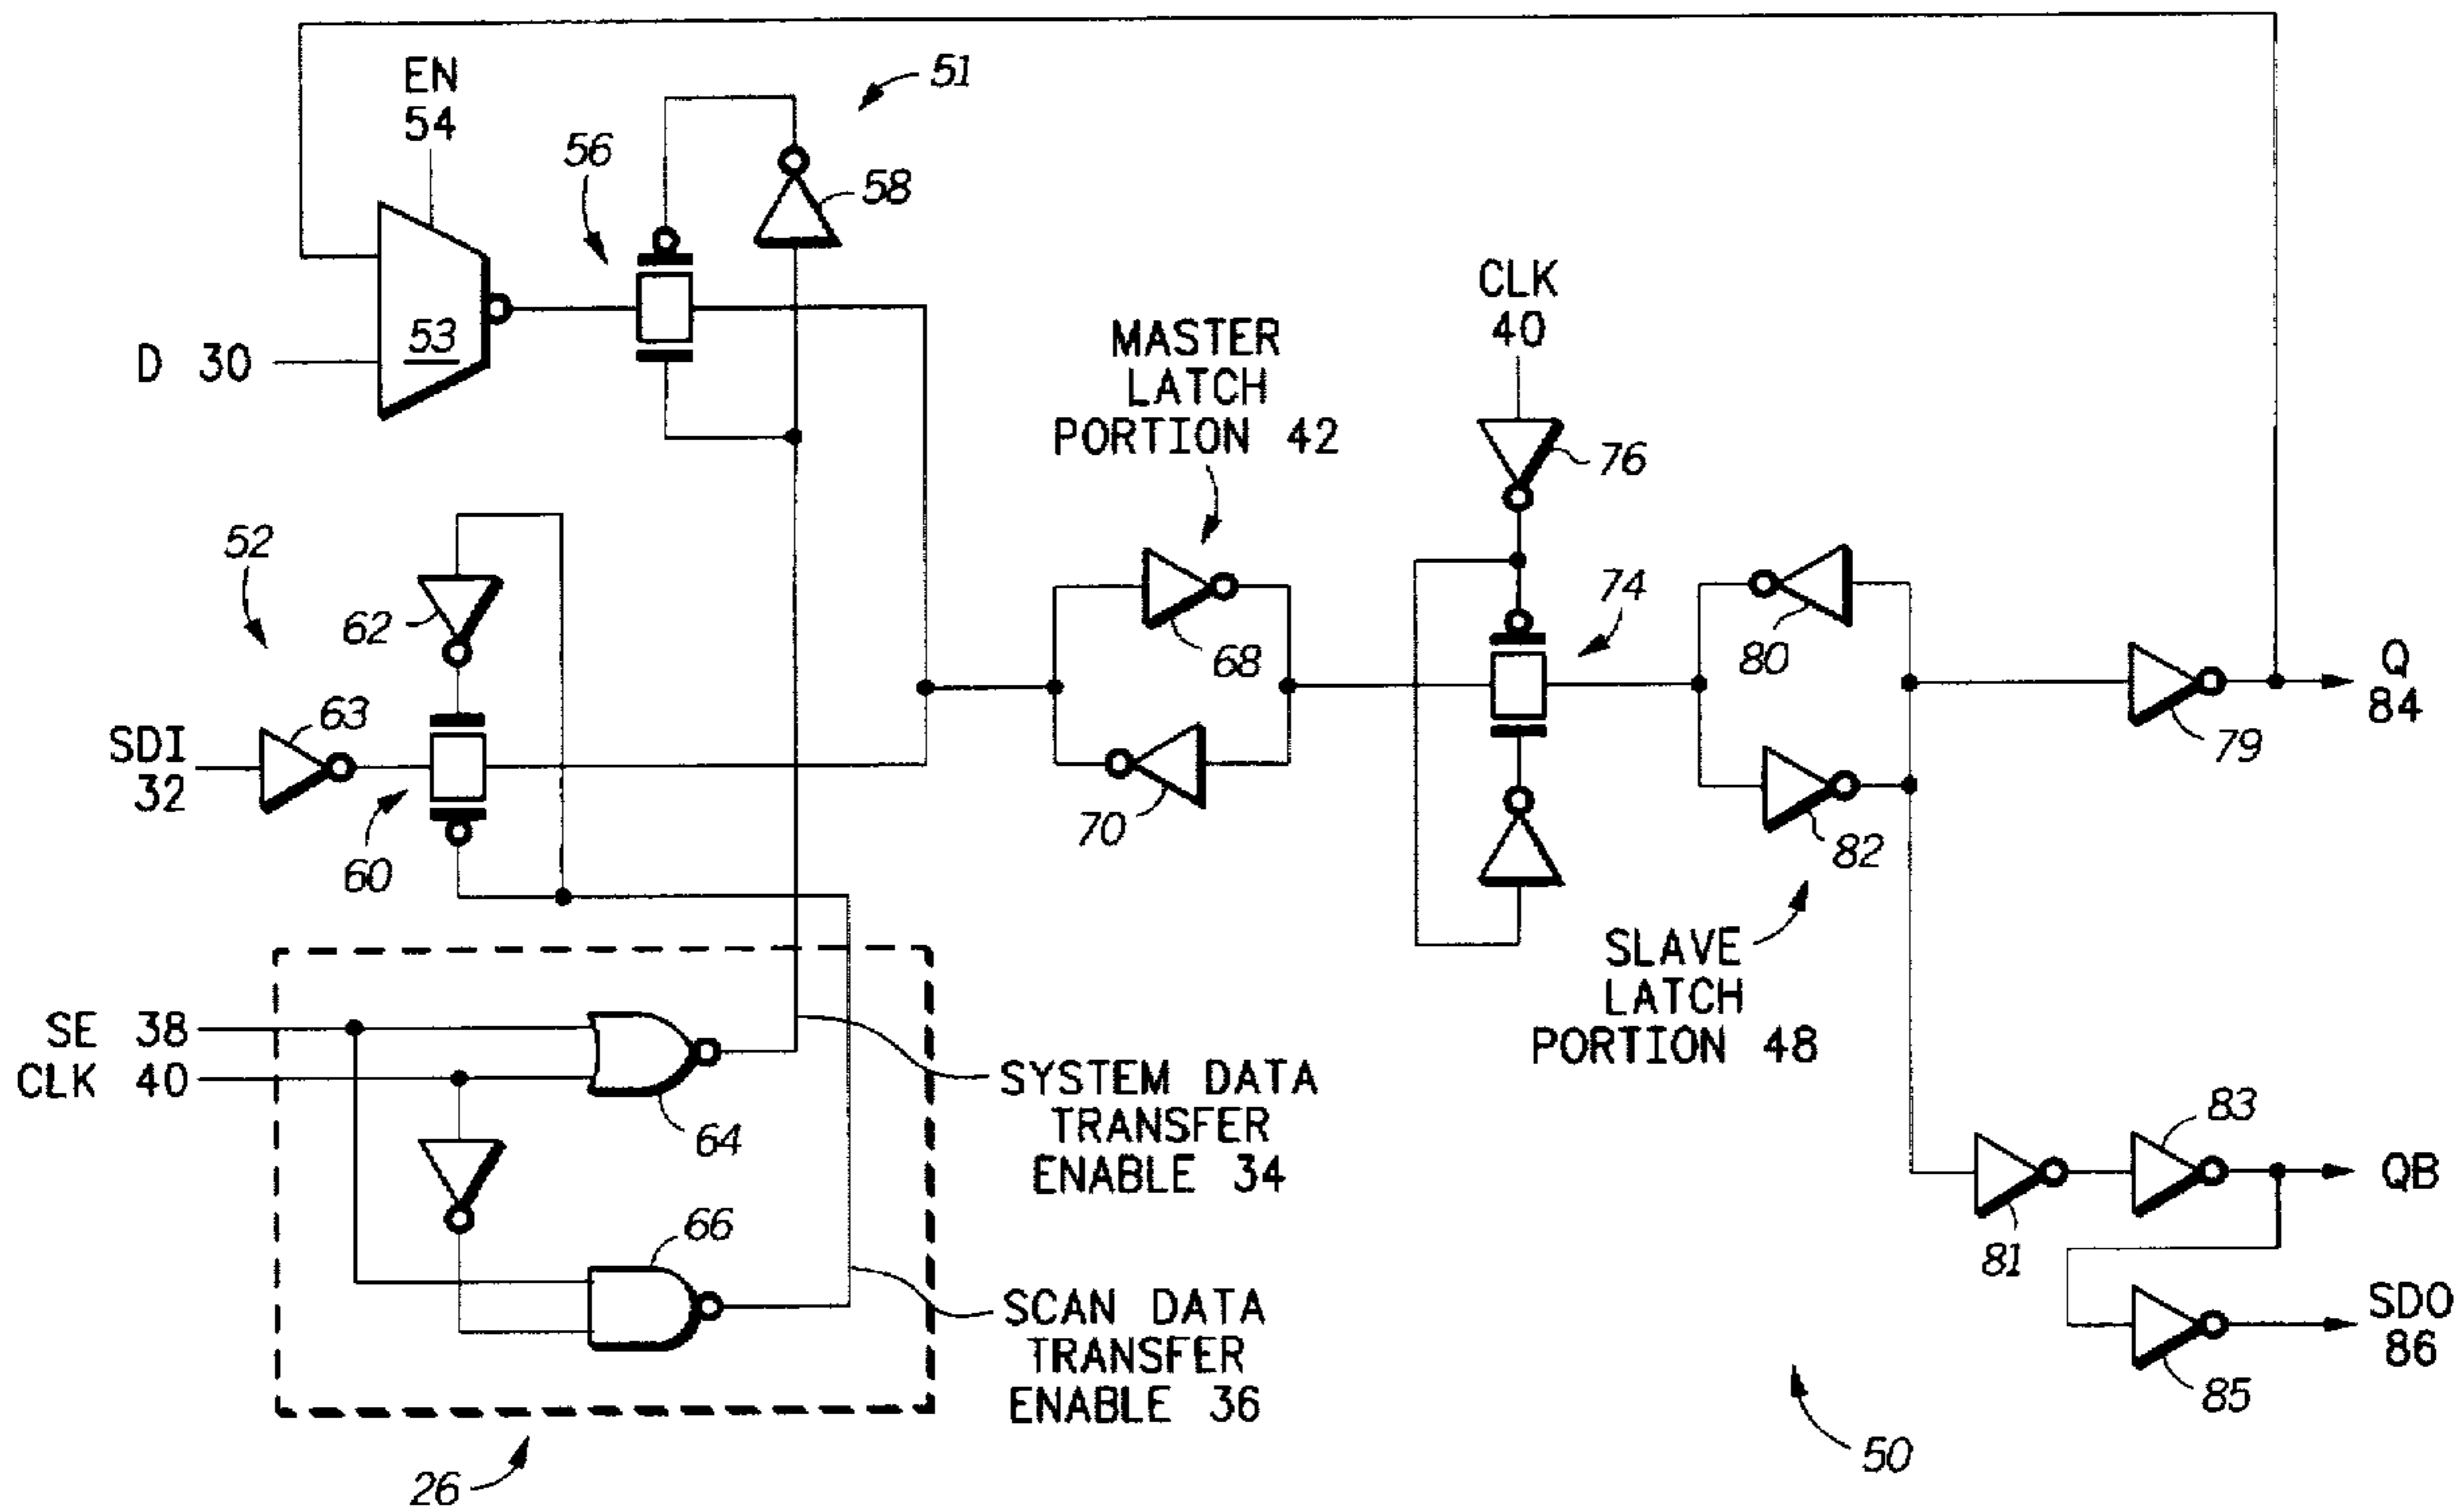 EN
54
51
56
58
53
D 30
CLK
40
MASTER
LATCH
PORTION 42
76
52
62
74
68
80
Q
84
63
SDI
32
79
70
60
82
SLAVE
LATCH
PORTION 48
SE 38
CLK 40
64
SYSTEM DATA
TRANSFER
ENABLE 34
83
QB
81
66
SCAN DATA
TRANSFER
ENABLE 36
SDO
86
85
26
50